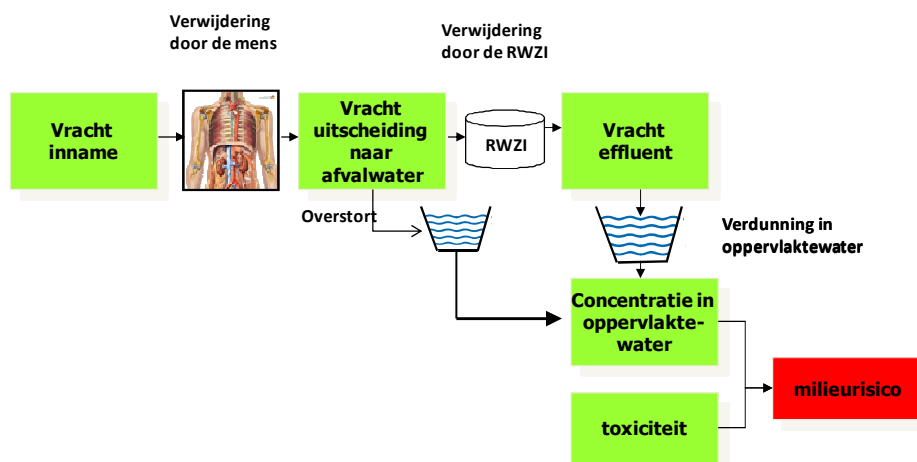 Verwijdering
door de mens
Verwijdering
door de RWZI
Vracht
inname
Vracht
uitscheiding
naar
afvalwater
RWZI
Vracht
effluent
Overstort
Verdunning in
oppervlaktewater
Concentratie in
oppervlakte-
water
milieurisico
toxiciteit